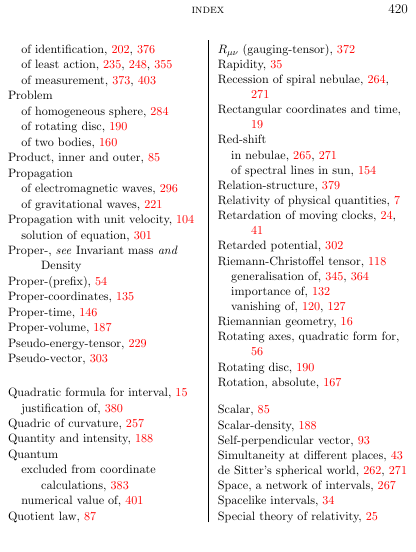 INDEX 420
of identification, 202, 376
of least action, 235, 248, 355
of measurement, 373, 403
Problem
of homogeneous sphere, 284
of rotating disc, 190
of two bodies, 160
Product, inner and outer, 85
Propagation
of electromagnetic waves, 296
of gravitational waves, 221
Propagation with unit velocity, 104
solution of equation, 301
Proper-, see Invariant mass and
Density
Proper-(prefix), 54
Proper-coordinates, 135
Proper-time, 146
Proper-volume, 187
Pseudo-energy-tensor, 229
Pseudo-vector, 303
Quadratic formula for interval, 15
justification of, 380
Quadric of curvature, 257
Quantity and intensity, 188
Quantum
excluded from coordinate
calculations, 383
numerical value of, 401
Quotient law, 87
Rμν (gauging-tensor), 372
Rapidity, 35
Recession of spiral nebulae, 264,
271
Rectangular coordinates and time,
19
Red-shift
in nebulae, 265, 271
of spectral lines in sun, 154
Relation-structure, 379
Relativity of physical quantities, 7
Retardation of moving clocks, 24,
41
Retarded potential, 302
Riemann-Christoffel tensor, 118
generalisation of, 345, 364
importance of, 132
vanishing of, 120, 127
Riemannian geometry, 16
Rotating axes, quadratic form for,
56
Rotating disc, 190
Rotation, absolute, 167
Scalar, 85
Scalar-density, 188
Self-perpendicular vector, 93
Simultaneity at different places, 43
de Sitter's spherical world, 262, 271
Space, a network of intervals, 267
Spacelike intervals, 34
Special theory of relativity, 25